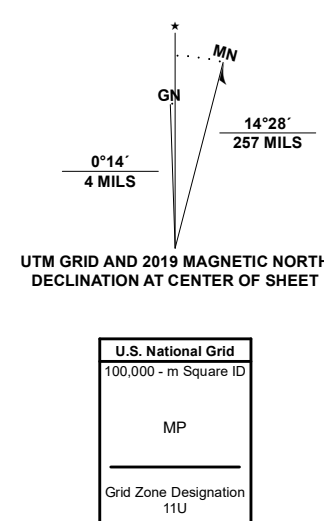 ★
MN
GN
14°28´
257 MILS
0°14´
4 MILS
UTM GRID AND 2019 MAGNETIC NORTH
DECLINATION AT CENTER OF SHEET
U.S. National Grid
100,000 - m Square ID
MP
Grid Zone Designation
11U